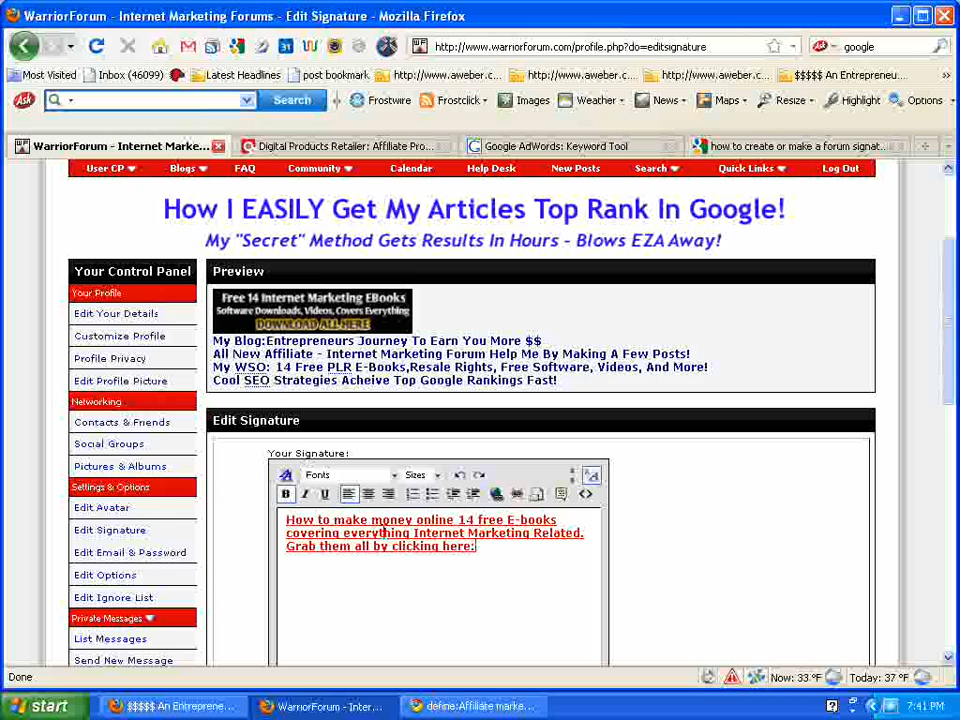 WarriorForum - Internet Marketing Forums - Edit Signature - Mozilla Firefox
http://www.warriorforum.com/profile.php?do=editsignature
google
Most Visited
Inbox (46099)
Latest Headlines
post bookmark
http://www.aweber.c...
http://www.aweber.c...
http://www.aweber.c...
$$$$$ An Entrepreneu...
Ask
Search
Frostwire
Frostclick
Images
Weather
News
Maps
Resize
Highlight
Options
WarriorForum - Internet Marke...
Digital Products Retailer: Affiliate Pro...
Google AdWords: Keyword Tool
how to create or make a forum signat...
User CP
Blogs
FAQ
Community
Calendar
Help Desk
New Posts
Search
Quick Links
Log Out
How I EASILY Get My Articles Top Rank In Google!
My "Secret" Method Gets Results In Hours - Blows EZA Away!
Your Control Panel
Your Profile
Edit Your Details
Customize Profile
Profile Privacy
Edit Profile Picture
Networking
Contacts & Friends
Social Groups
Pictures & Albums
Settings & Options
Edit Avatar
Edit Signature
Edit Email & Password
Edit Options
Edit Ignore List
Private Messages
List Messages
Send New Message
Preview
Free 14 Internet Marketing EBooks
Software Downloads, Videos, Covers Everything
DOWNLOAD ALL HERE
My Blog:Entrepreneurs Journey To Earn You More $$
All New Affiliate - Internet Marketing Forum Help Me By Making A Few Posts!
My WSO: 14 Free PLR E-Books,Resale Rights, Free Software, Videos, And More!
Cool SEO Strategies Acheive Top Google Rankings Fast!
Edit Signature
Your Signature:
Fonts
Sizes
B I U
How to make money online 14 free E-books
covering everything Internet Marketing Related.
Grab them all by clicking here:
Done
Now: 33 °F
Today: 37 °F
start
$$$$$ An Entreprene...
WarriorForum - Inter...
define:Affiliate marke...
7:41 PM